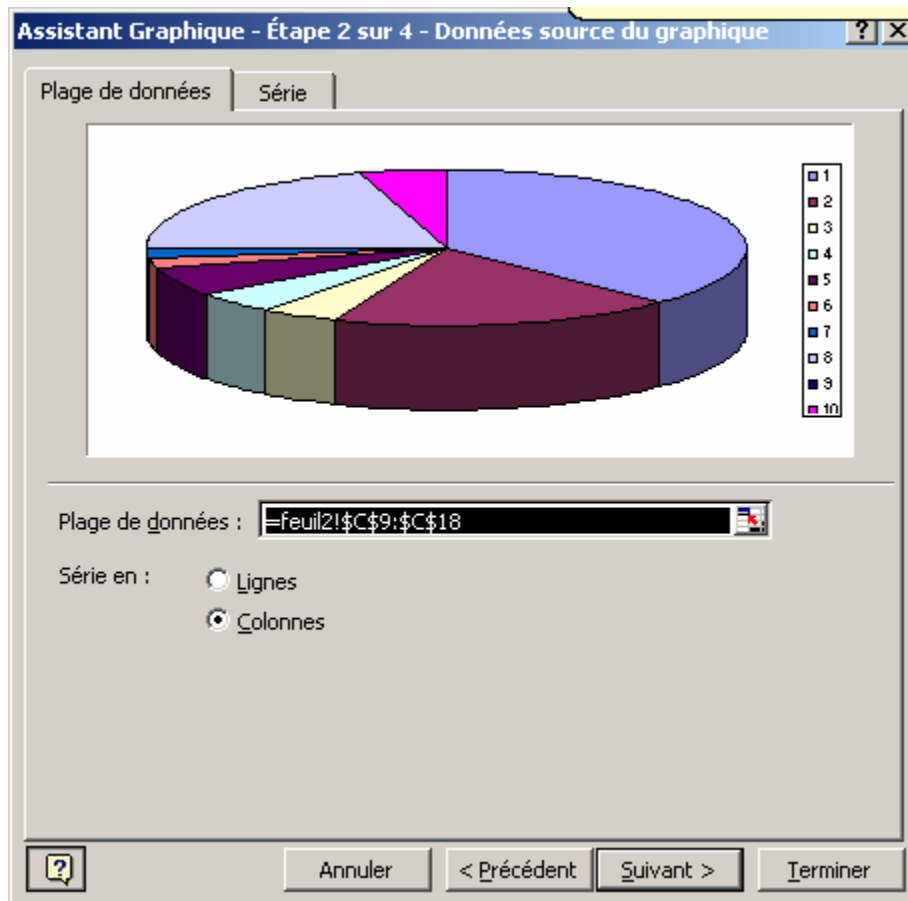 Assistant Graphique - Étape 2 sur 4 - Données source du graphique
Plage de données Série
1
2
3
4
5
6
7
8
9
10
Plage de données : =feuil2!$C$9:$C$18
Série en : Lignes
Colonnes
Annuler < Précédent Suivant > Terminer